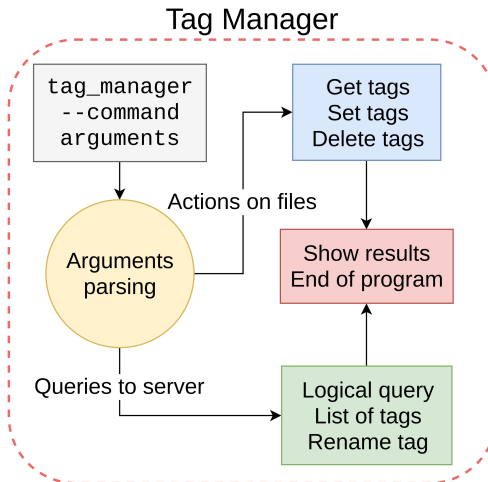 Tag Manager
tag_manager
--command
arguments
Get tags
Set tags
Delete tags
Actions on files
Arguments
parsing
Show results
End of program
Queries to server
Logical query
List of tags
Rename tag